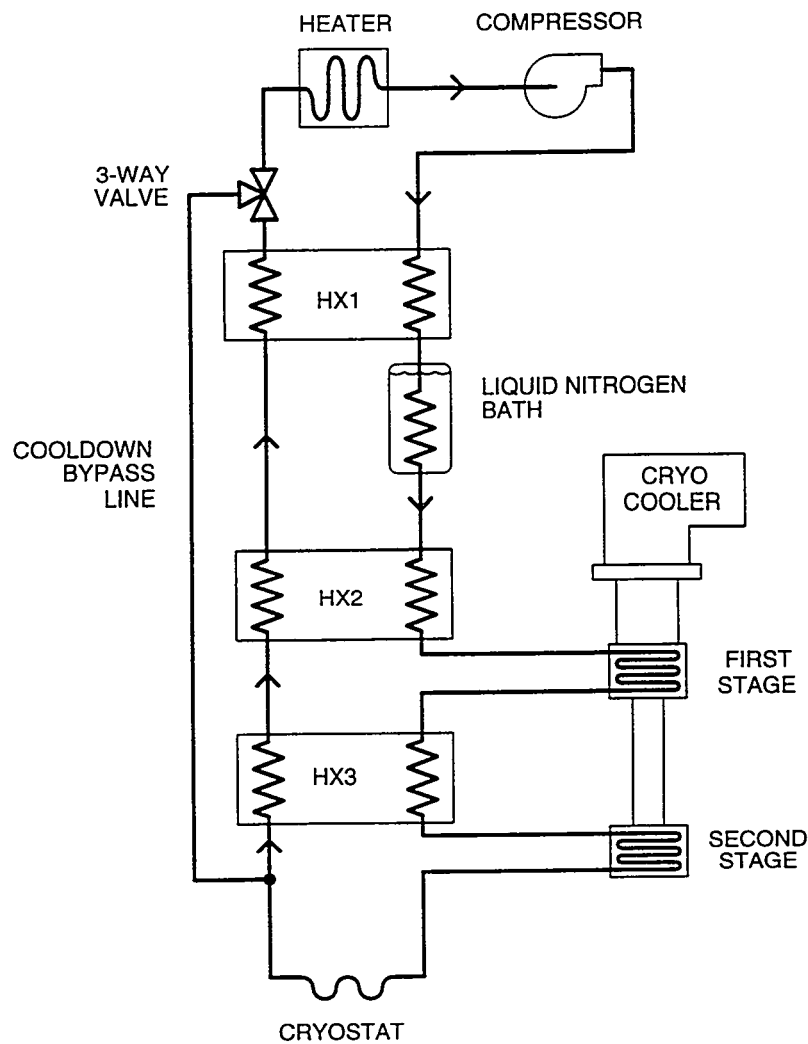 HEATER
COMPRESSOR
3-WAY
VALVE
HX1
LIQUID NITROGEN
BATH
COOLDOWN
BYPASS
LINE
CRYO
COOLER
HX2
FIRST
STAGE
HX3
SECOND
STAGE
CRYOSTAT